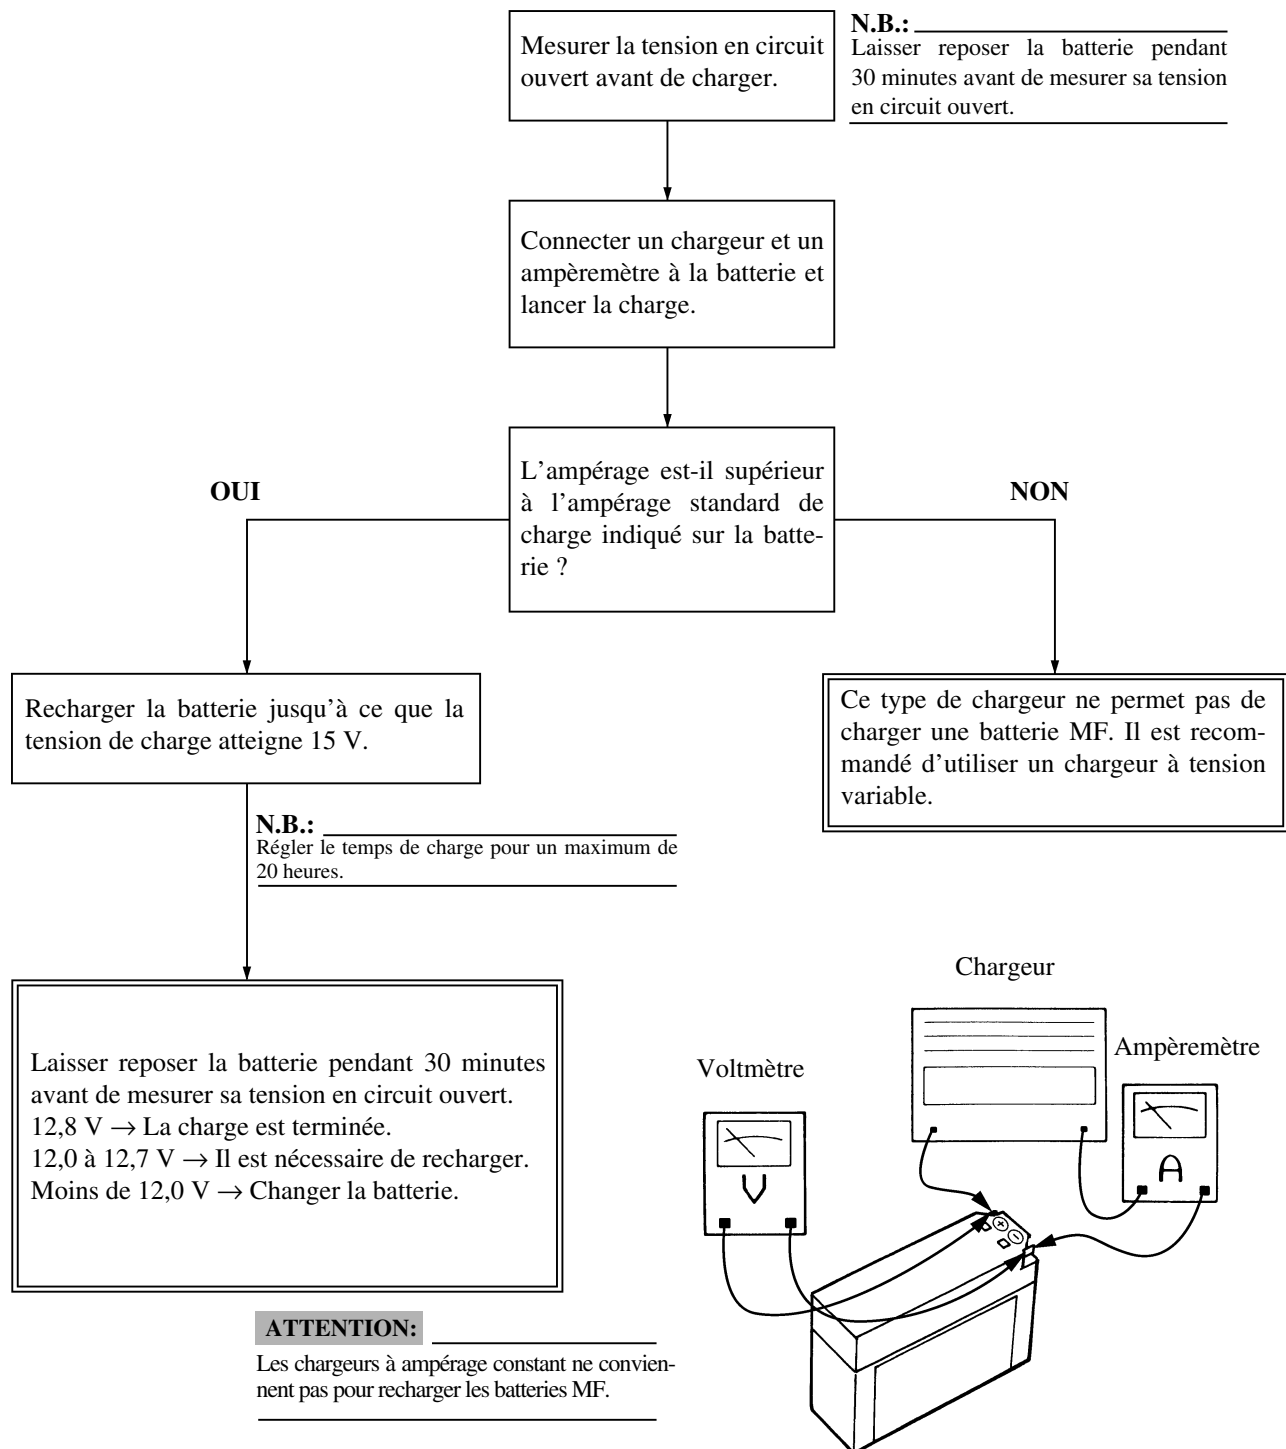 Mesurer la tension en circuit
ouvert avant de charger.
N.B.:
Laisser reposer la batterie pendant
30 minutes avant de mesurer sa tension
en circuit ouvert.
Connecter un chargeur et un
ampèremètre à la batterie et
lancer la charge.
L'ampérage est-il supérieur
à l'ampérage standard de
charge indiqué sur la batte-
rie ?
OUI
NON
Recharger la batterie jusqu'à ce que la
tension de charge atteigne 15 V.
Ce type de chargeur ne permet pas de
charger une batterie MF. Il est recom-
mandé d'utiliser un chargeur à tension
variable.
N.B.:
Régler le temps de charge pour un maximum de
20 heures.
Laisser reposer la batterie pendant 30 minutes
avant de mesurer sa tension en circuit ouvert.
12,8 V → La charge est terminée.
12,0 à 12,7 V → Il est nécessaire de recharger.
Moins de 12,0 V → Changer la batterie.
ATTENTION:
Les chargeurs à ampérage constant ne convien-
nent pas pour recharger les batteries MF.
Chargeur
Voltmètre
Ampèremètre
V
A
+
−